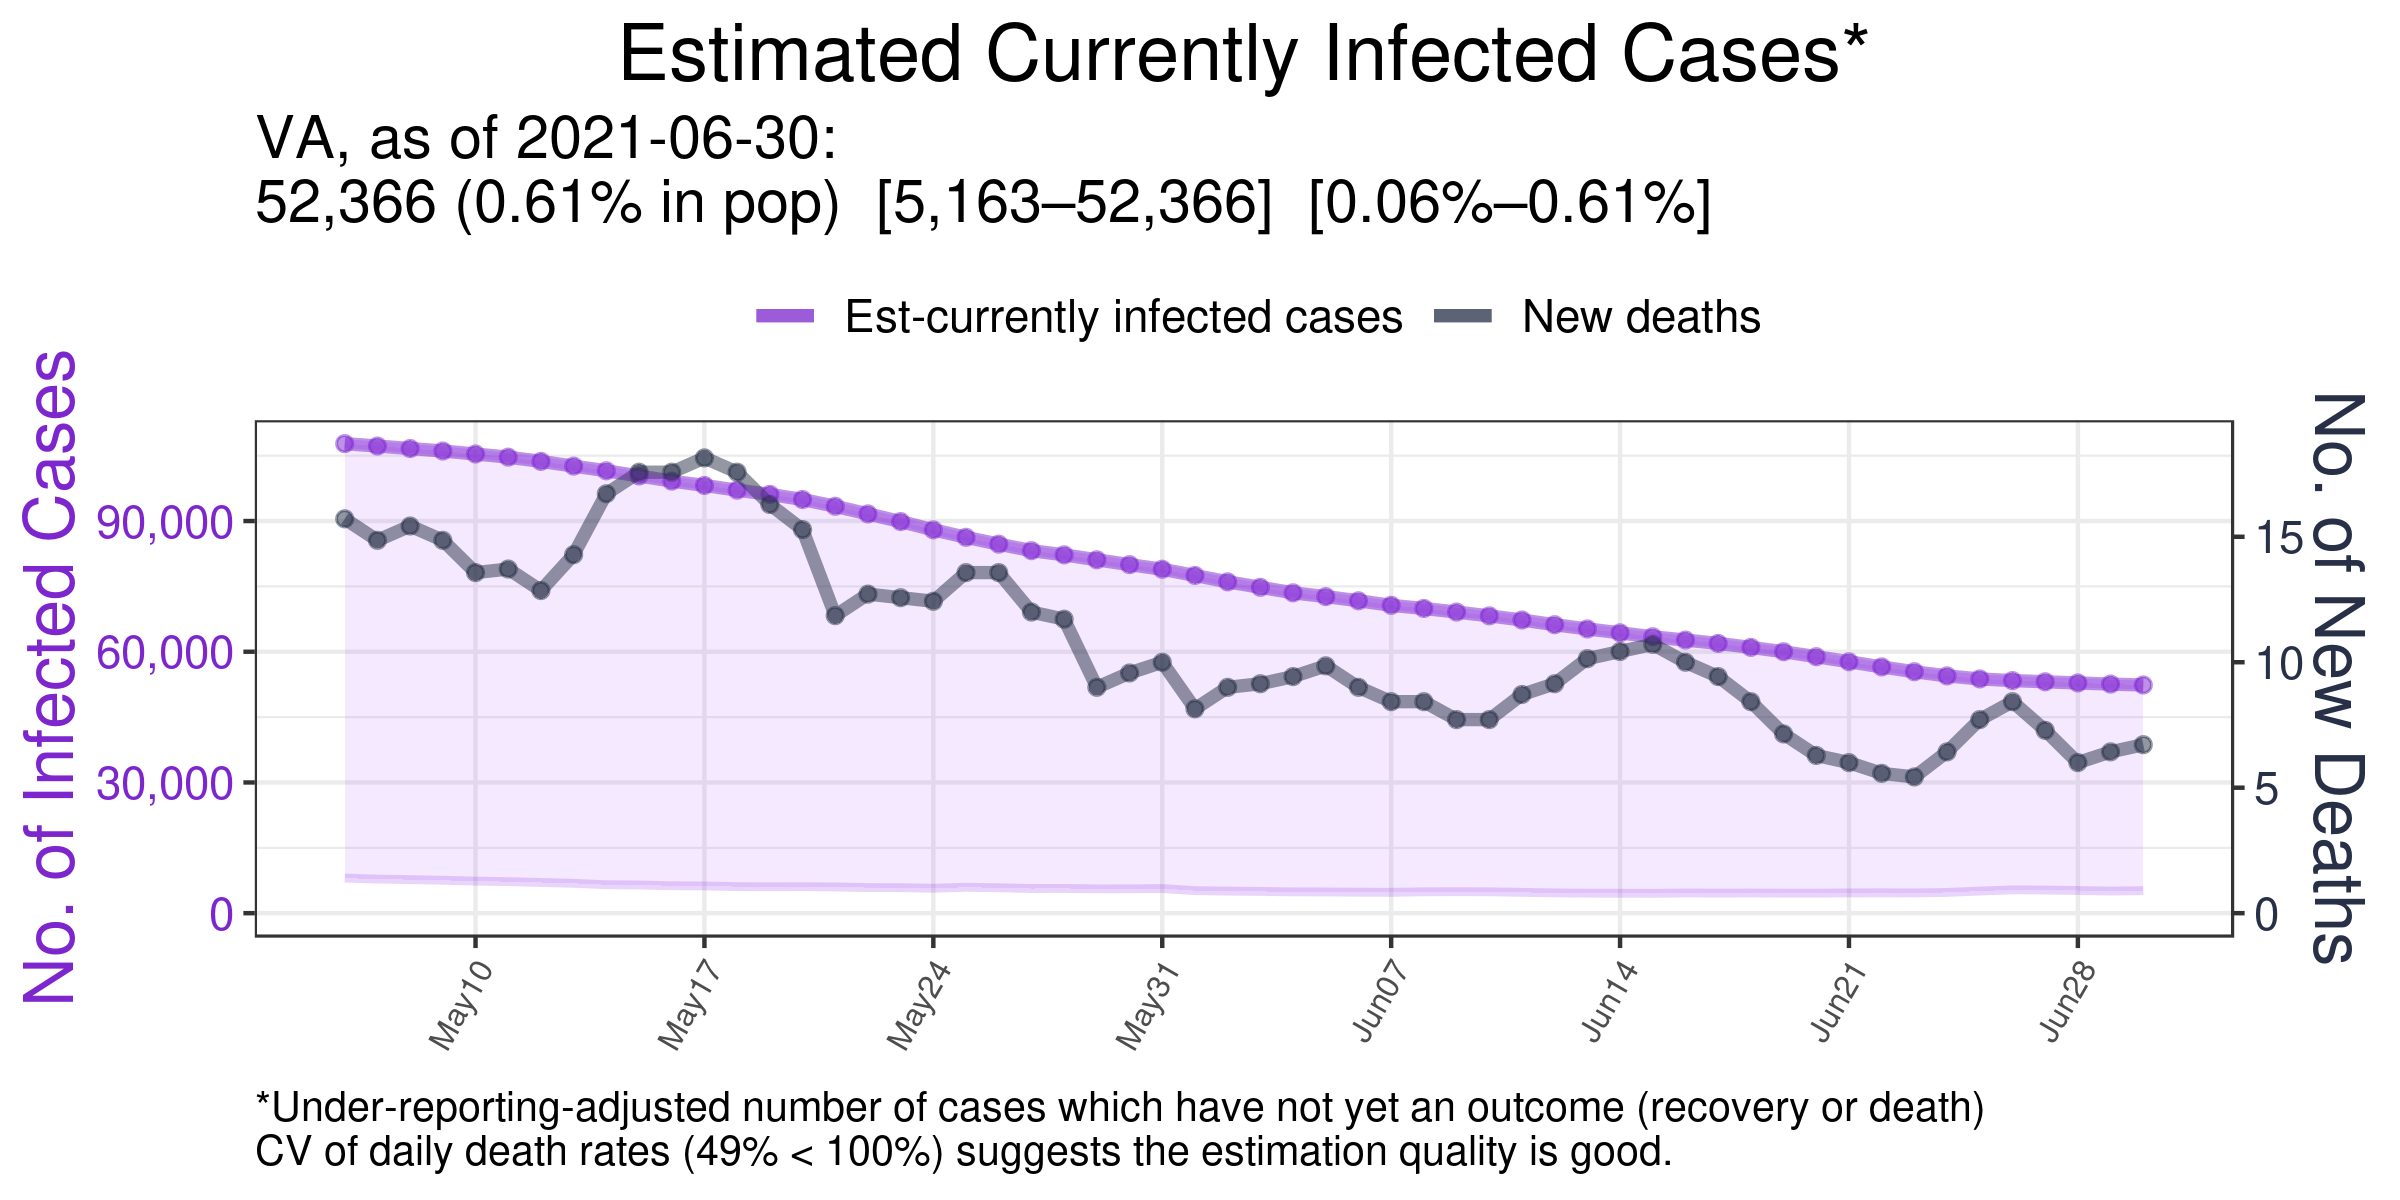 Estimated Currently Infected Cases*
VA, as of 2021-06-30:
52,366 (0.61% in pop)  [5,163–52,366]  [0.06%–0.61%]
Est-currently infected cases
New deaths
No. of Infected Cases
90,000
60,000
30,000
0
15
10
5
0
No. of New Deaths
May10
May17
May24
May31
Jun07
Jun14
Jun21
Jun28
*Under-reporting-adjusted number of cases which have not yet an outcome (recovery or death)
CV of daily death rates (49% < 100%) suggests the estimation quality is good.